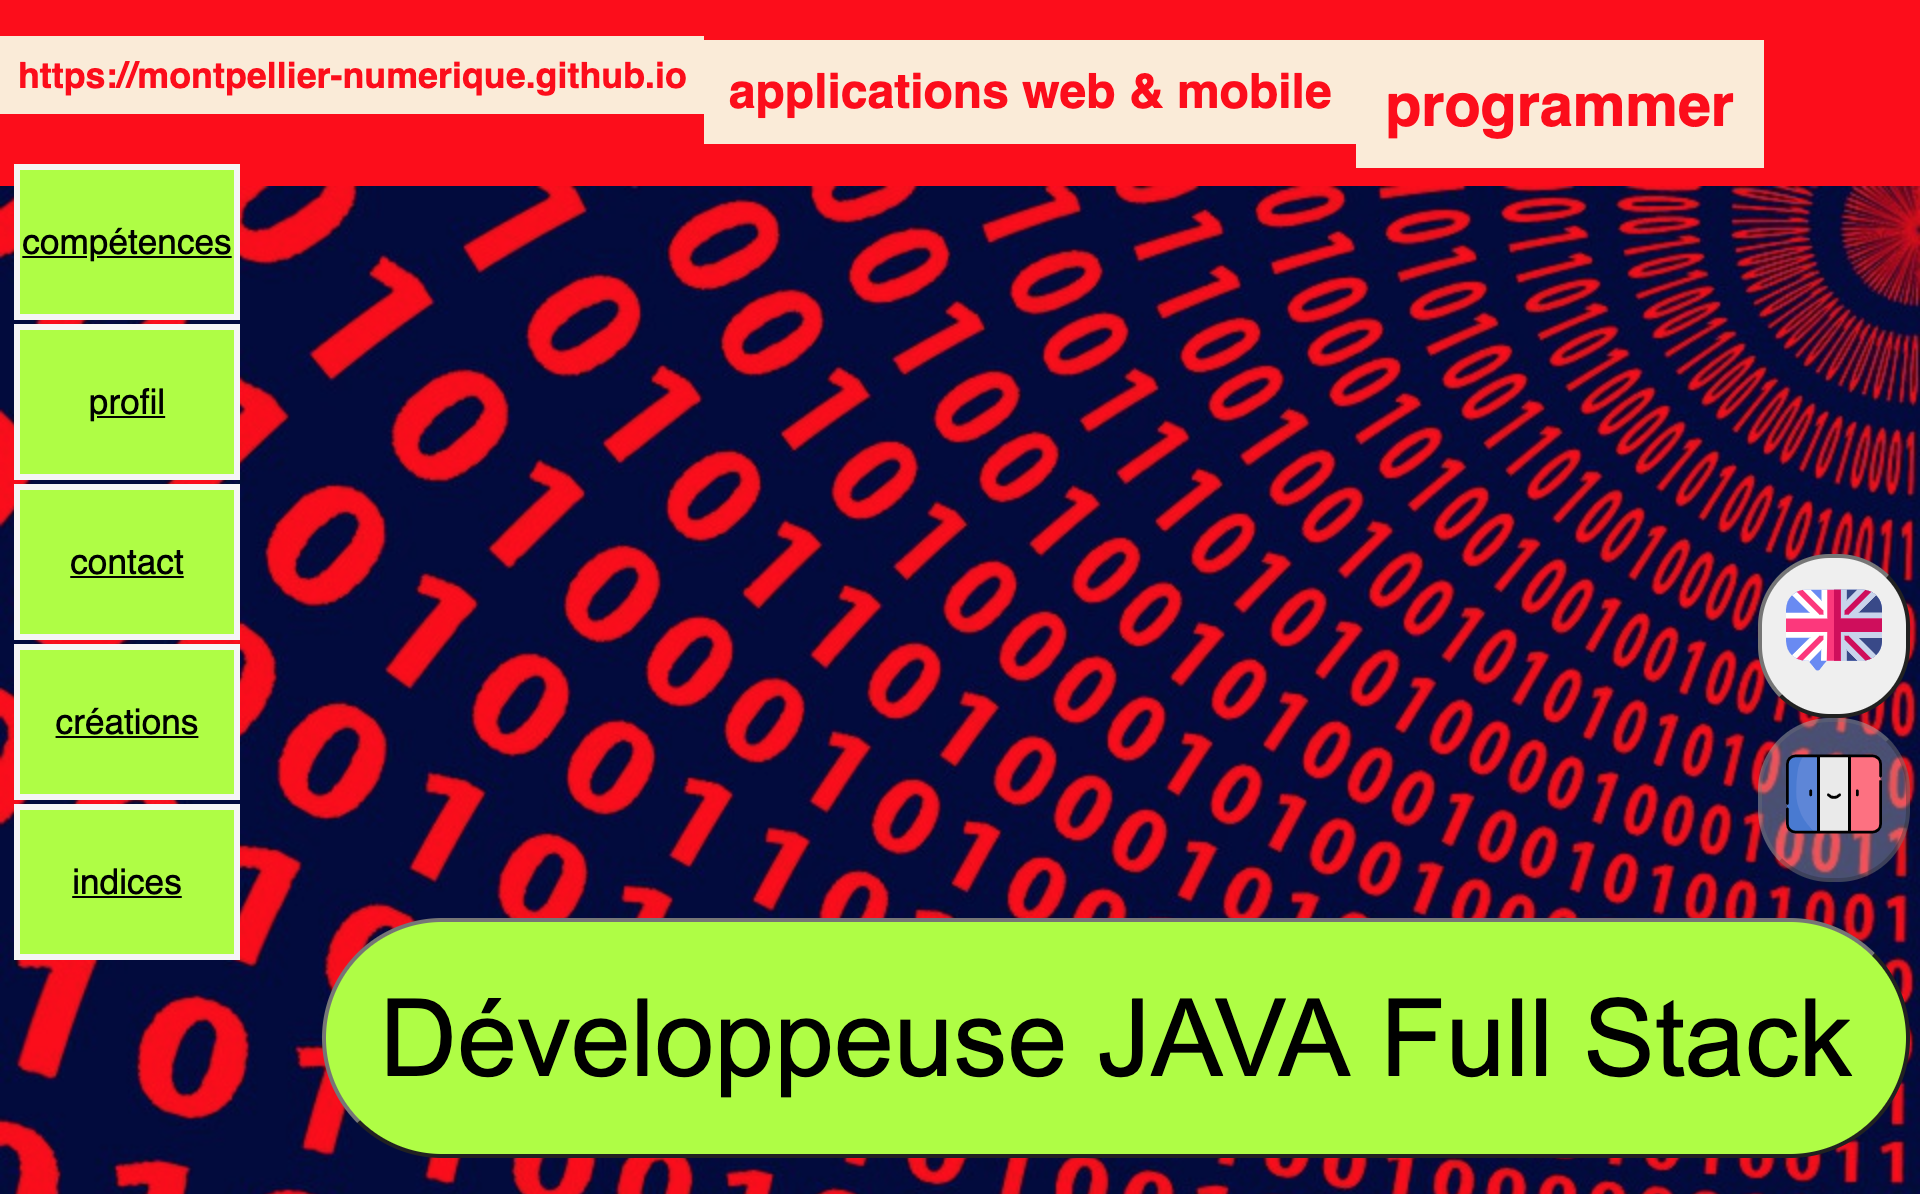 https://montpellier-numerique.github.io
applications web & mobile
programmer
compétences
profil
contact
créations
indices
Développeuse JAVA Full Stack